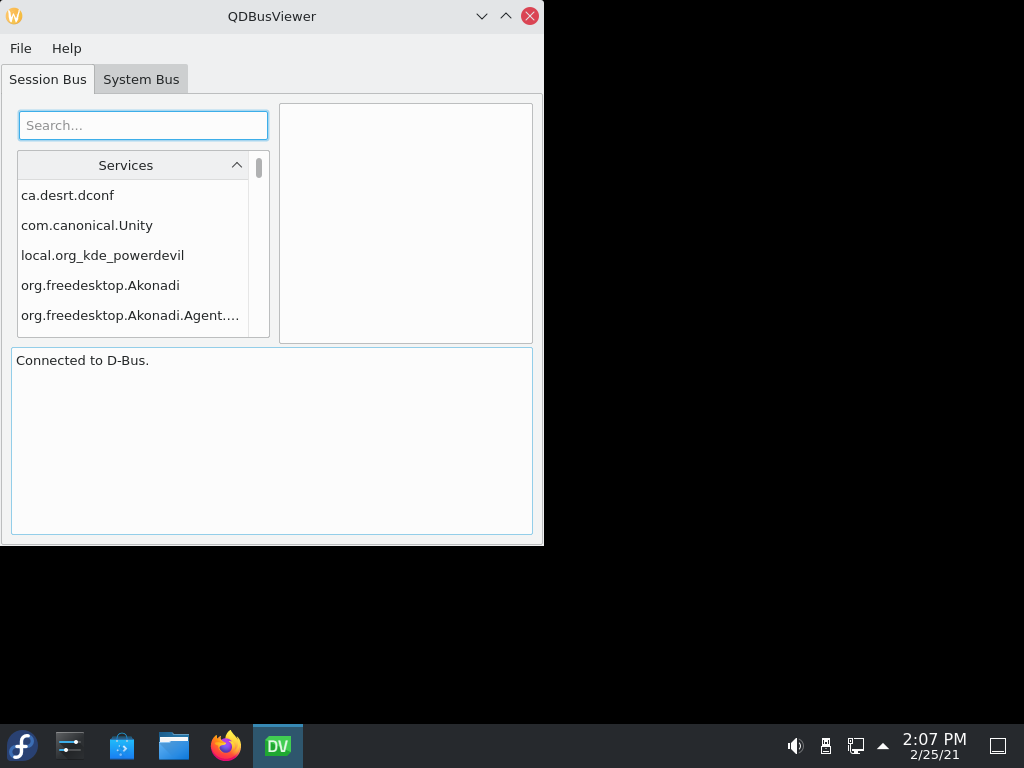 QDBusViewer
File Help
Session Bus System Bus
Search...
Services
ca.desrt.dconf
com.canonical.Unity
local.org_kde_powerdevil
org.freedesktop.Akonadi
org.freedesktop.Akonadi.Agent....
Connected to D-Bus.
DV
2:07 PM
2/25/21